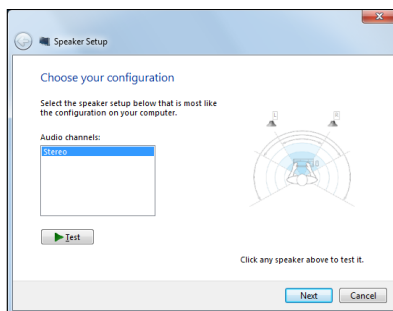 Speaker Setup
Choose your configuration
Select the speaker setup below that is most like
the configuration on your computer.
Audio channels:
Stereo
L
R
Test
Click any speaker above to test it.
Next
Cancel